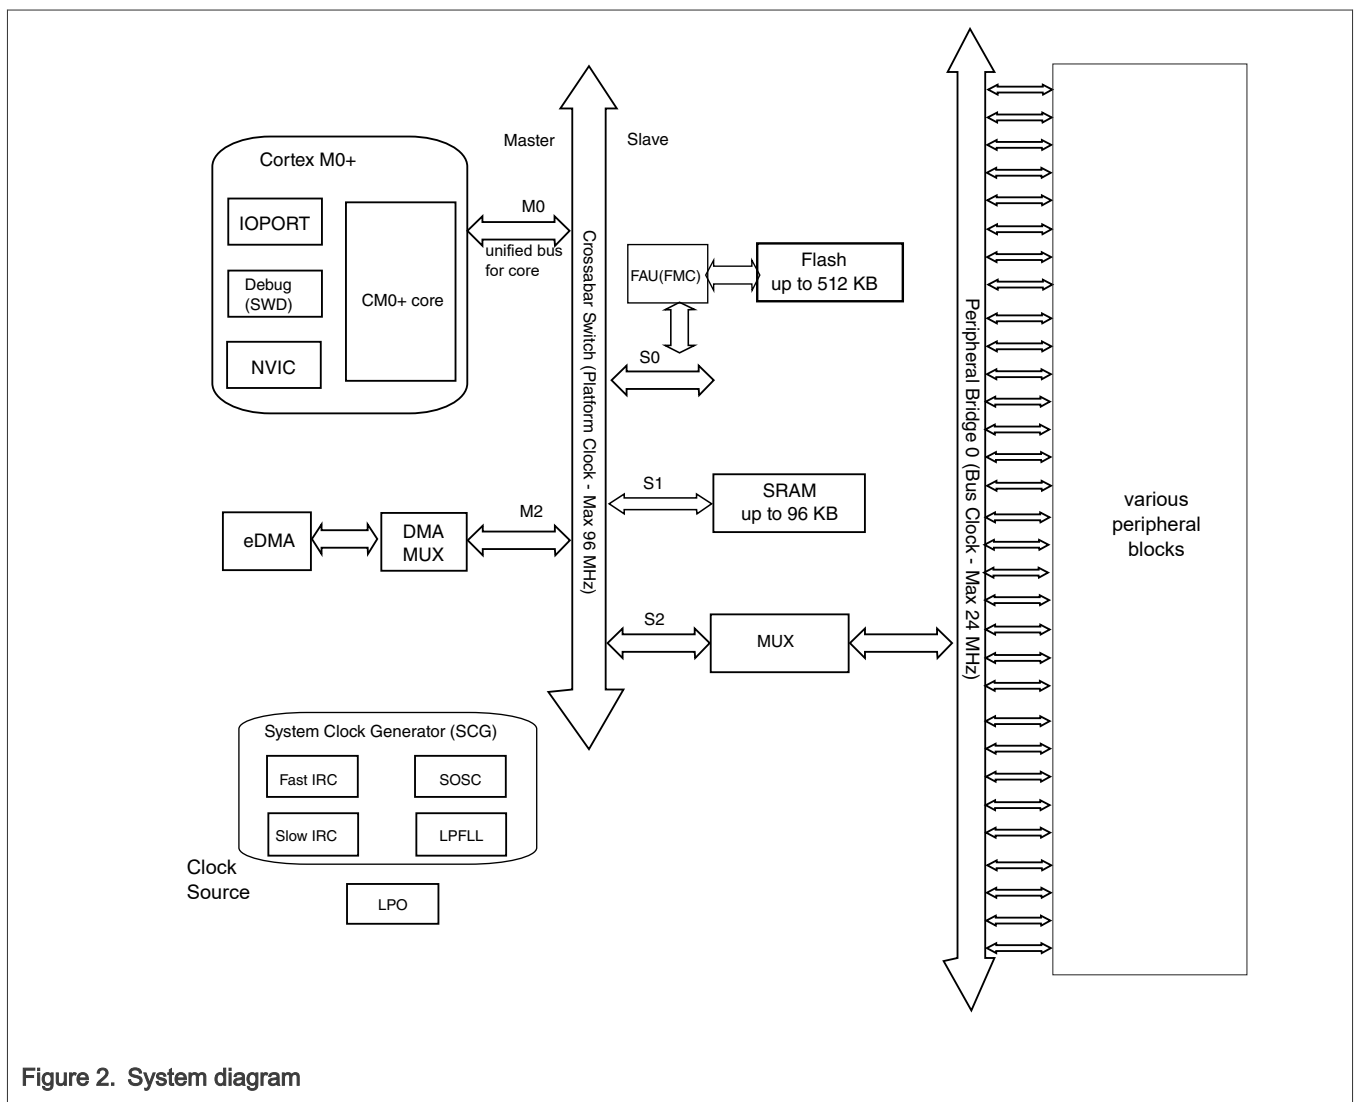 Master
Slave
Cortex M0+
IOPORT
Debug
(SWD)
NVIC
CM0+ core
M0
unified bus
for core
Crossabar Switch (Platform Clock - Max 96 MHz)
FAU(FMC)
Flash
up to 512 KB
S0
S1
SRAM
up to 96 KB
eDMA
DMA
MUX
M2
S2
MUX
Peripheral Bridge 0 (Bus Clock - Max 24 MHz)
various
peripheral
blocks
System Clock Generator (SCG)
Fast IRC
SOSC
Slow IRC
LPFLL
Clock
Source
LPO
Figure 2. System diagram